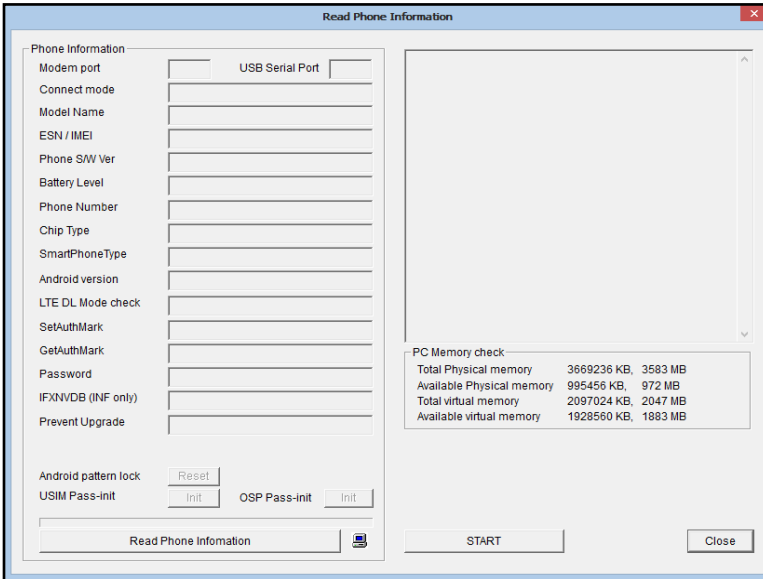 Read Phone Information
Phone Information
Modem port USB Serial Port
Connect mode
Model Name
ESN / IMEI
Phone S/W Ver
Battery Level
Phone Number
Chip Type
SmartPhoneType
Android version
LTE DL Mode check
SetAuthMark
GetAuthMark
Password
IFXNVDB (INF only)
Prevent Upgrade
Android pattern lock Reset
USIM Pass-init Init OSP Pass-init Init
Read Phone Infomation
PC Memory check
Total Physical memory 3669236 KB, 3583 MB
Available Physical memory 995456 KB, 972 MB
Total virtual memory 2097024 KB, 2047 MB
Available virtual memory 1928560 KB, 1883 MB
START Close